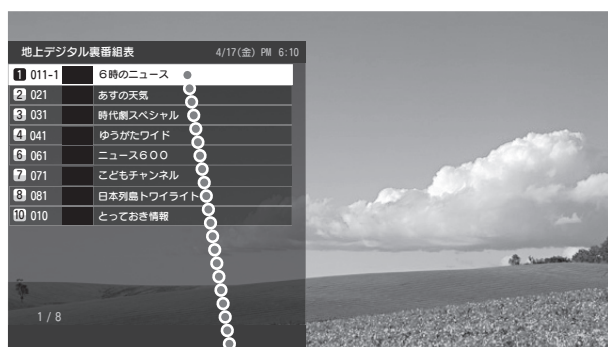 地上デジタル裏番組表 4/17(金) PM 6:10
1 011-1 6時のニュース
2 021 あすの天気
3 031 時代劇スペシャル
4 041 ゆうがたワイド
6 061 ニュース600
7 071 こどもチャンネル
8 081 日本列島トワイライト
10 010 とっておき情報
1/8